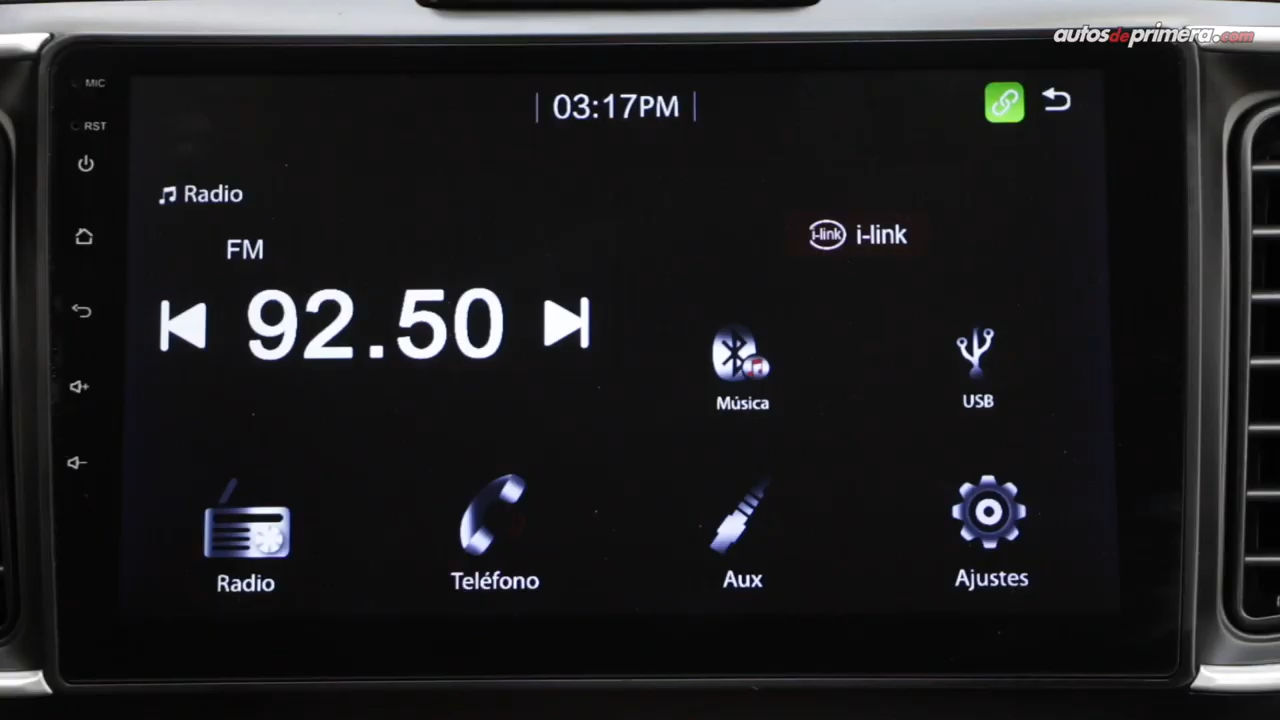 autosdeprimera.com
MIC
RST
03:17PM
Radio
FM
92.50
i-link i-link
Música
USB
Radio
Teléfono
Aux
Ajustes